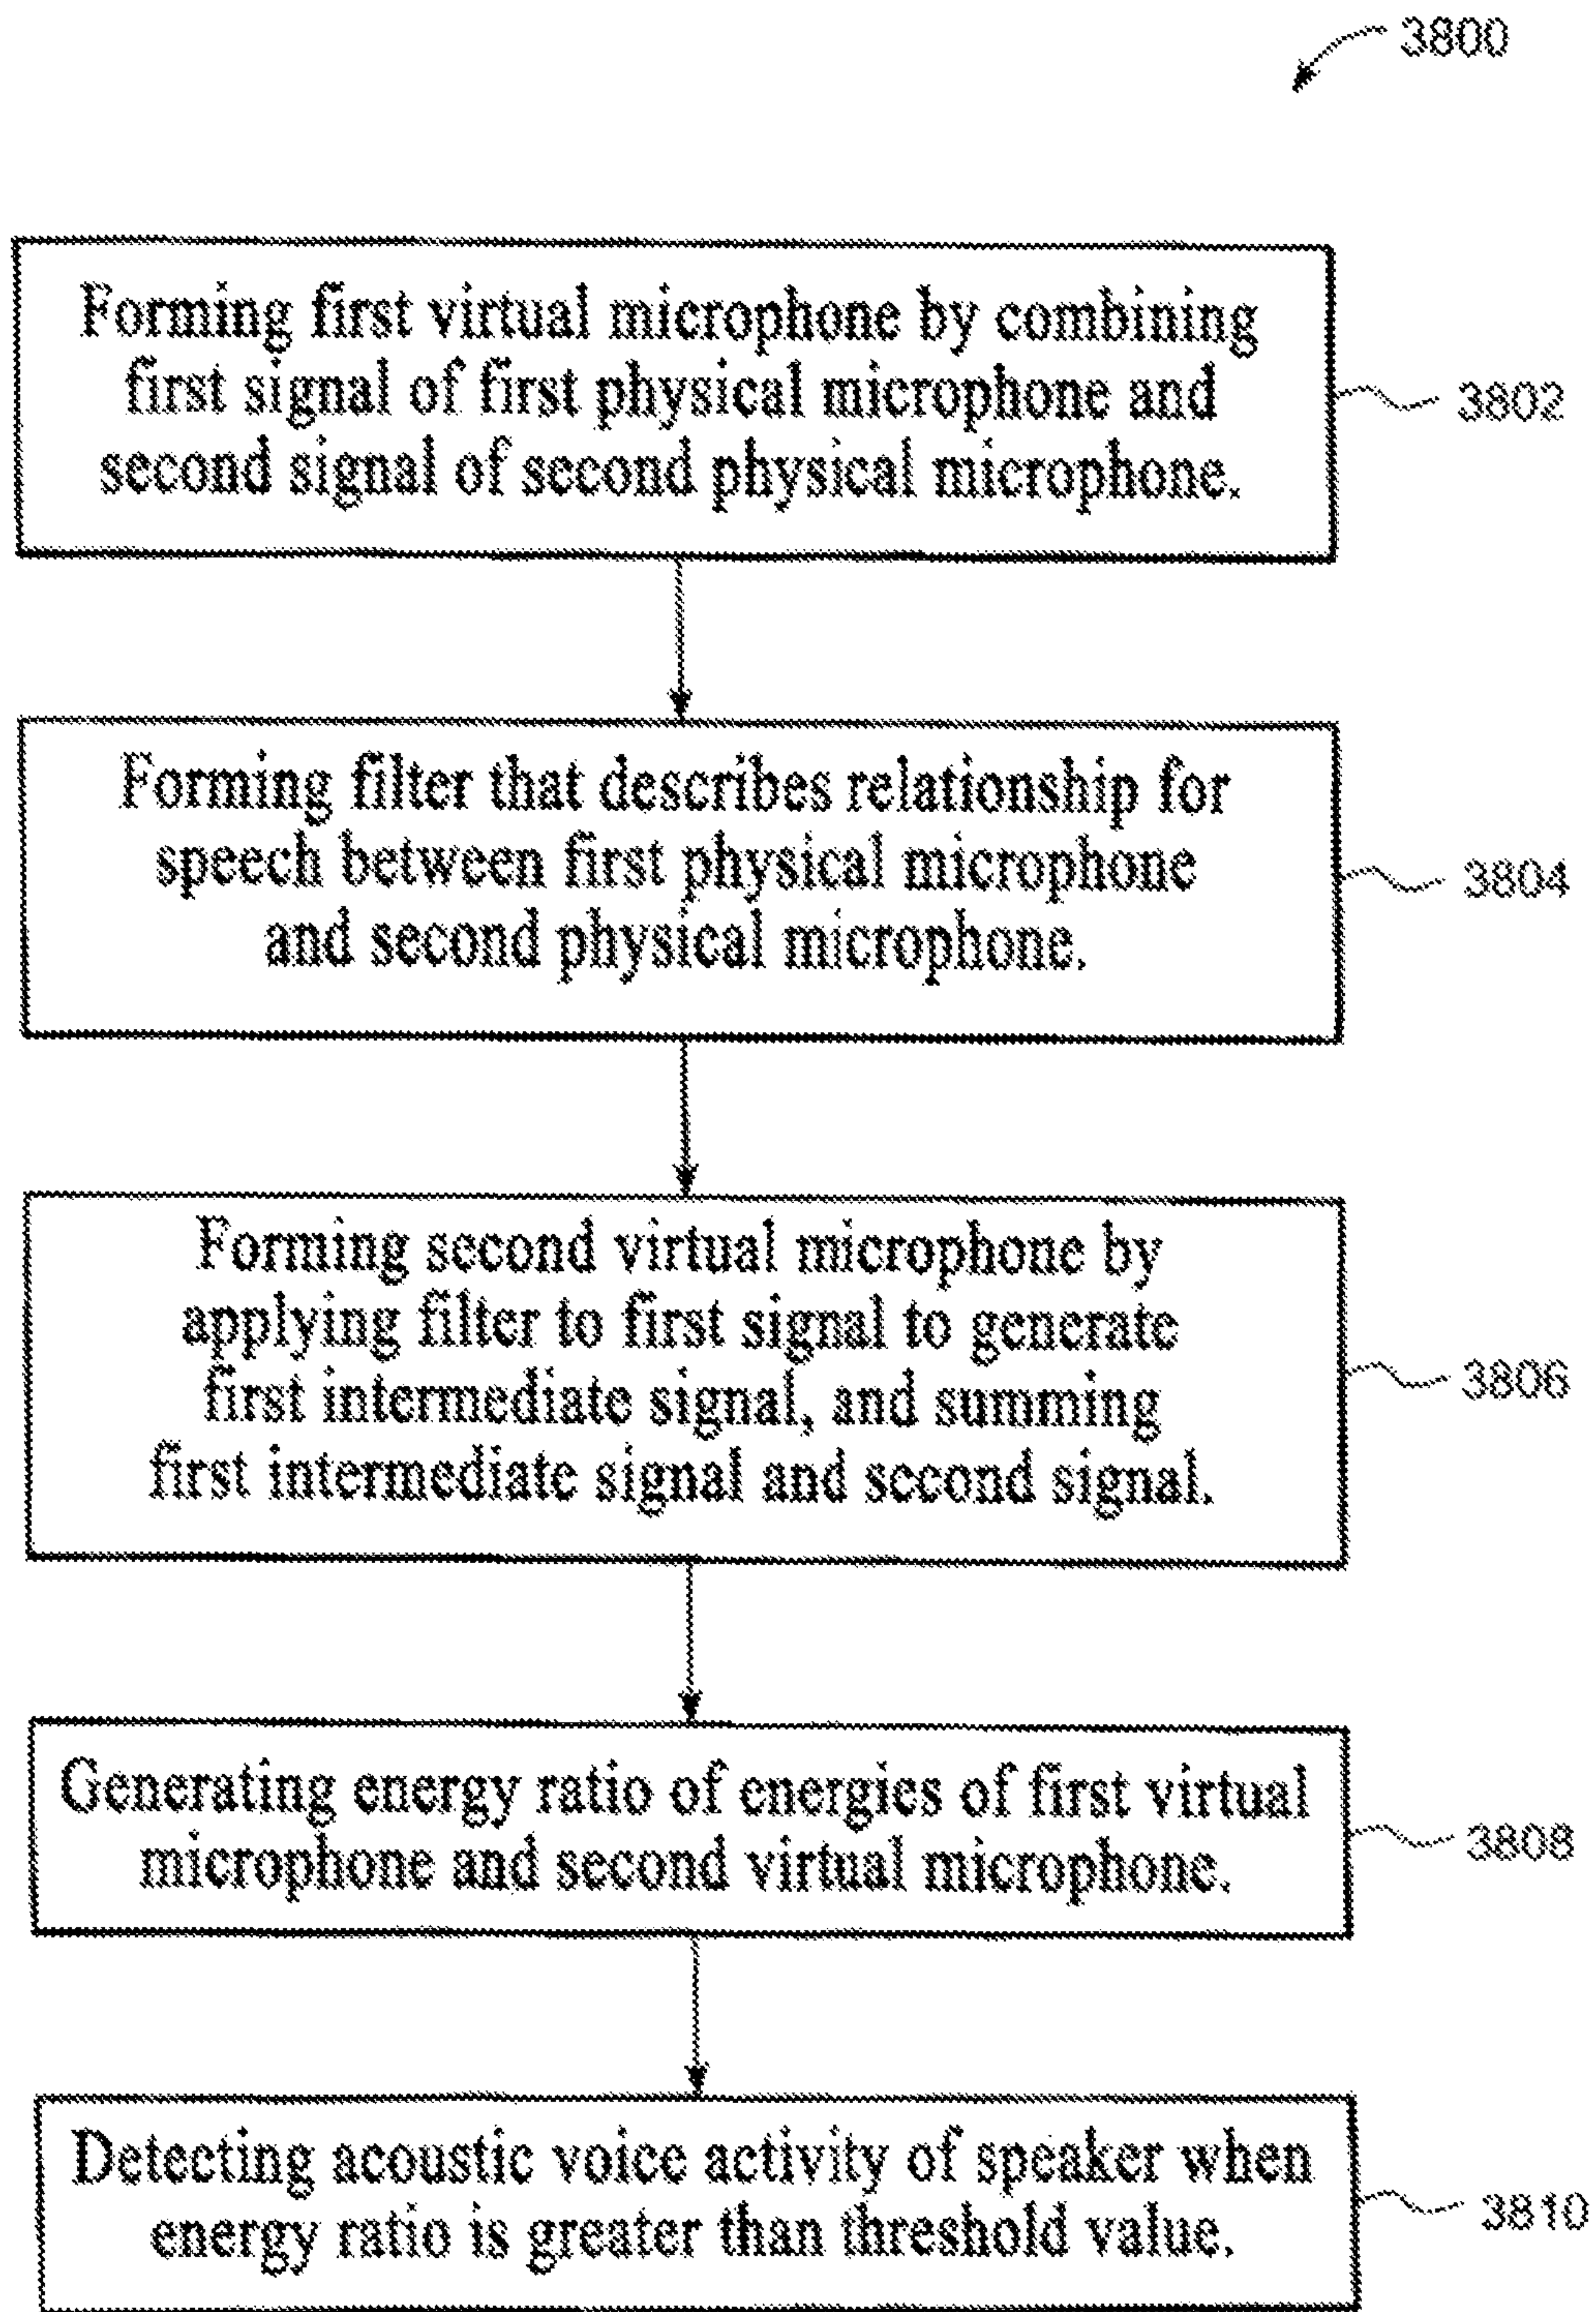 3800
Forming first virtual microphone by combining
first signal of first physical microphone and
second signal of second physical microphone.
3802
Forming filter that describes relationship for
speech between first physical microphone
and second physical microphone.
3804
Forming second virtual microphone by
applying filter to first signal to generate
first intermediate signal, and summing
first intermediate signal and second signal.
3806
Generating energy ratio of energies of first virtual
microphone and second virtual microphone.
3808
Detecting acoustic voice activity of speaker when
energy ratio is greater than threshold value.
3810